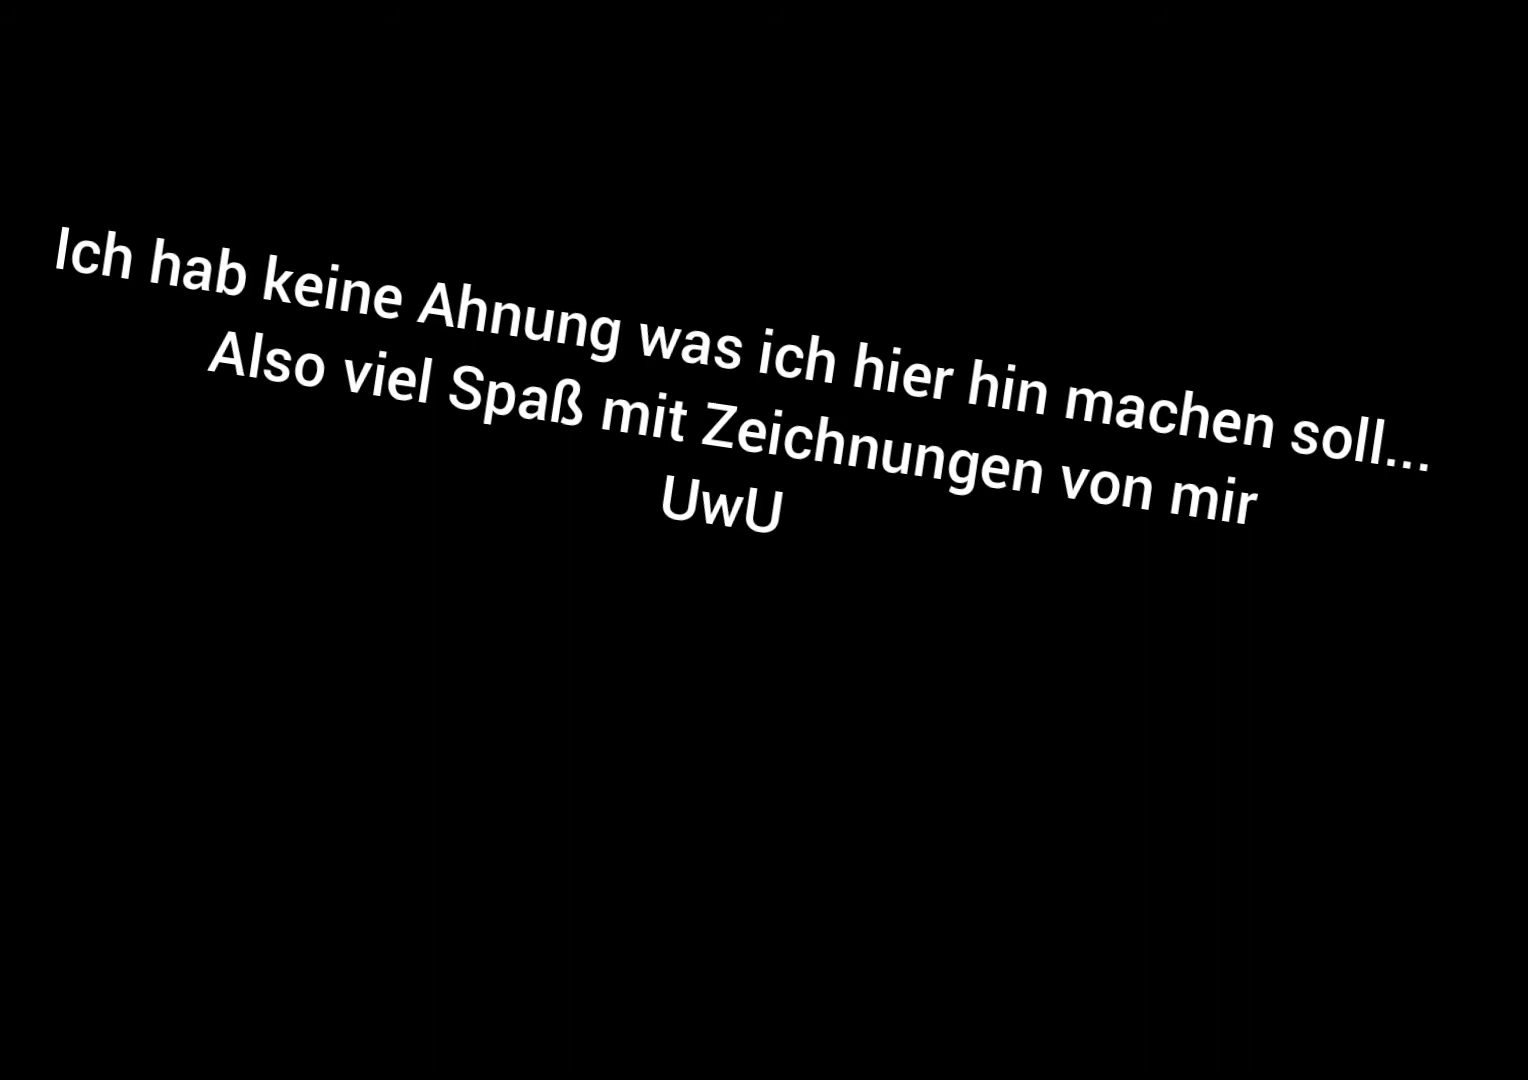 Ich hab keine Ahnung was ich hier hin machen soll...
Also viel Spaß mit Zeichnungen von mir
UwU